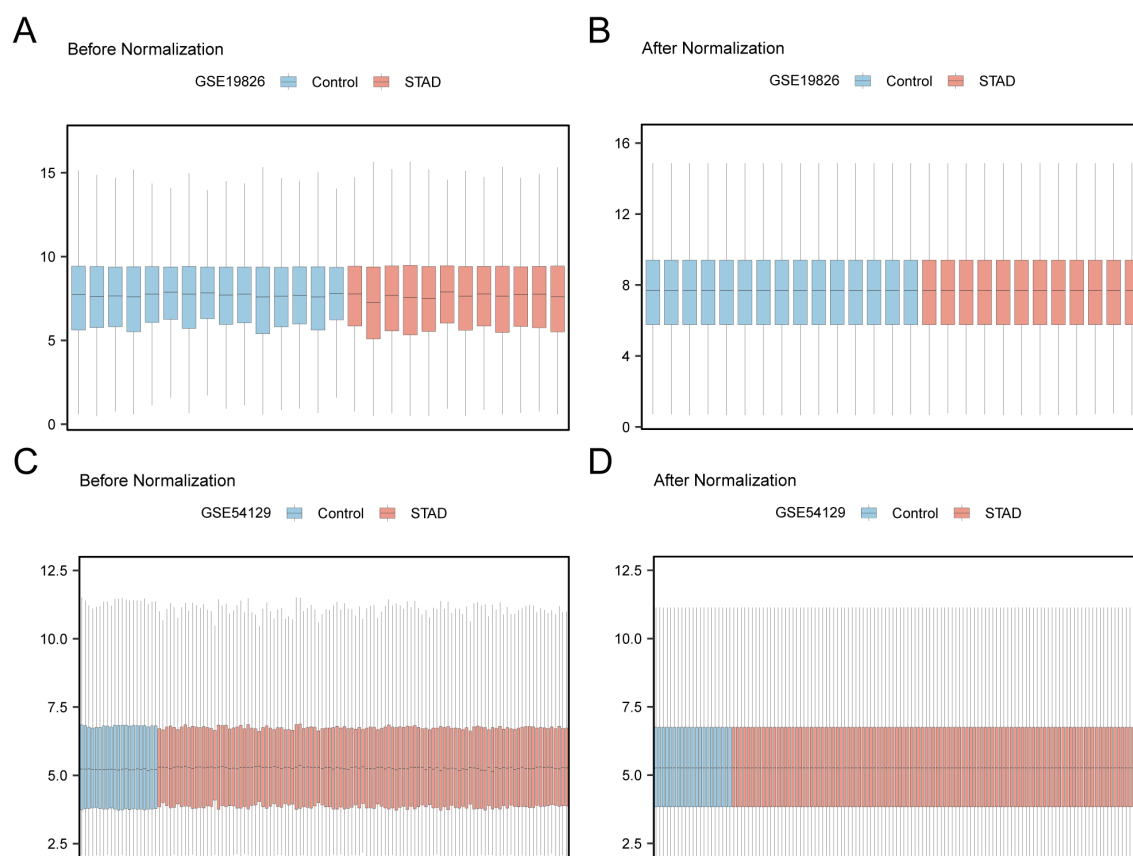 A
Before Normalization
GSE19826 Control STAD
15
10
5
0
B
After Normalization
GSE19826 Control STAD
16
12
8
4
0
C
Before Normalization
GSE54129 Control STAD
12.5
10.0
7.5
5.0
2.5
D
After Normalization
GSE54129 Control STAD
12.5
10.0
7.5
5.0
2.5